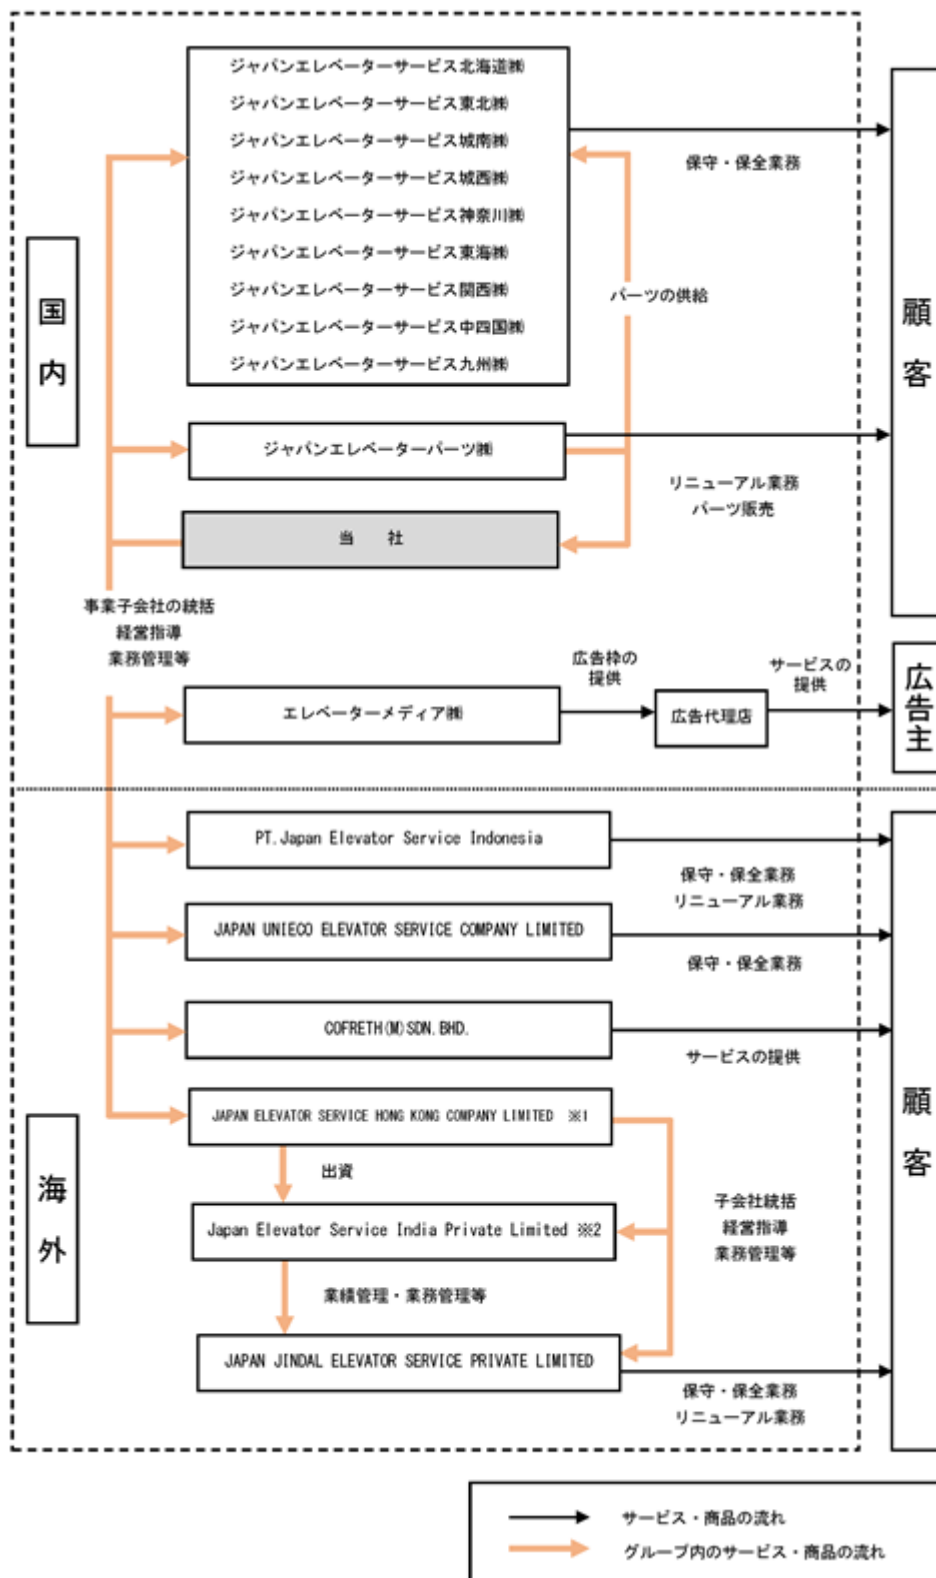 ジャパンエレベーターサービス北海道㈱
ジャパンエレベーターサービス東北㈱
ジャパンエレベーターサービス城南㈱
ジャパンエレベーターサービス城西㈱
ジャパンエレベーターサービス神奈川㈱
ジャパンエレベーターサービス東海㈱
ジャパンエレベーターサービス関西㈱
ジャパンエレベーターサービス中四国㈱
ジャパンエレベーターサービス九州㈱
保守・保全業務
パーツの供給
国内
顧客
ジャパンエレベーターパーツ㈱
リニューアル業務
パーツ販売
当 社
事業子会社の統括
経営指導
業務管理等
エレベーターメディア㈱
広告枠の
提供
広告代理店
サービスの
提供
広告主
PT.Japan Elevator Service Indonesia
保守・保全業務
リニューアル業務
JAPAN UNIECO ELEVATOR SERVICE COMPANY LIMITED
保守・保全業務
COFRETH(M)SDN.BHD.
サービスの提供
JAPAN ELEVATOR SERVICE HONG KONG COMPANY LIMITED ※1
出資
海外
顧客
Japan Elevator Service India Private Limited ※2
子会社統括
経営指導
業務管理等
業績管理・業務管理等
JAPAN JINDAL ELEVATOR SERVICE PRIVATE LIMITED
保守・保全業務
リニューアル業務
サービス・商品の流れ
グループ内のサービス・商品の流れ